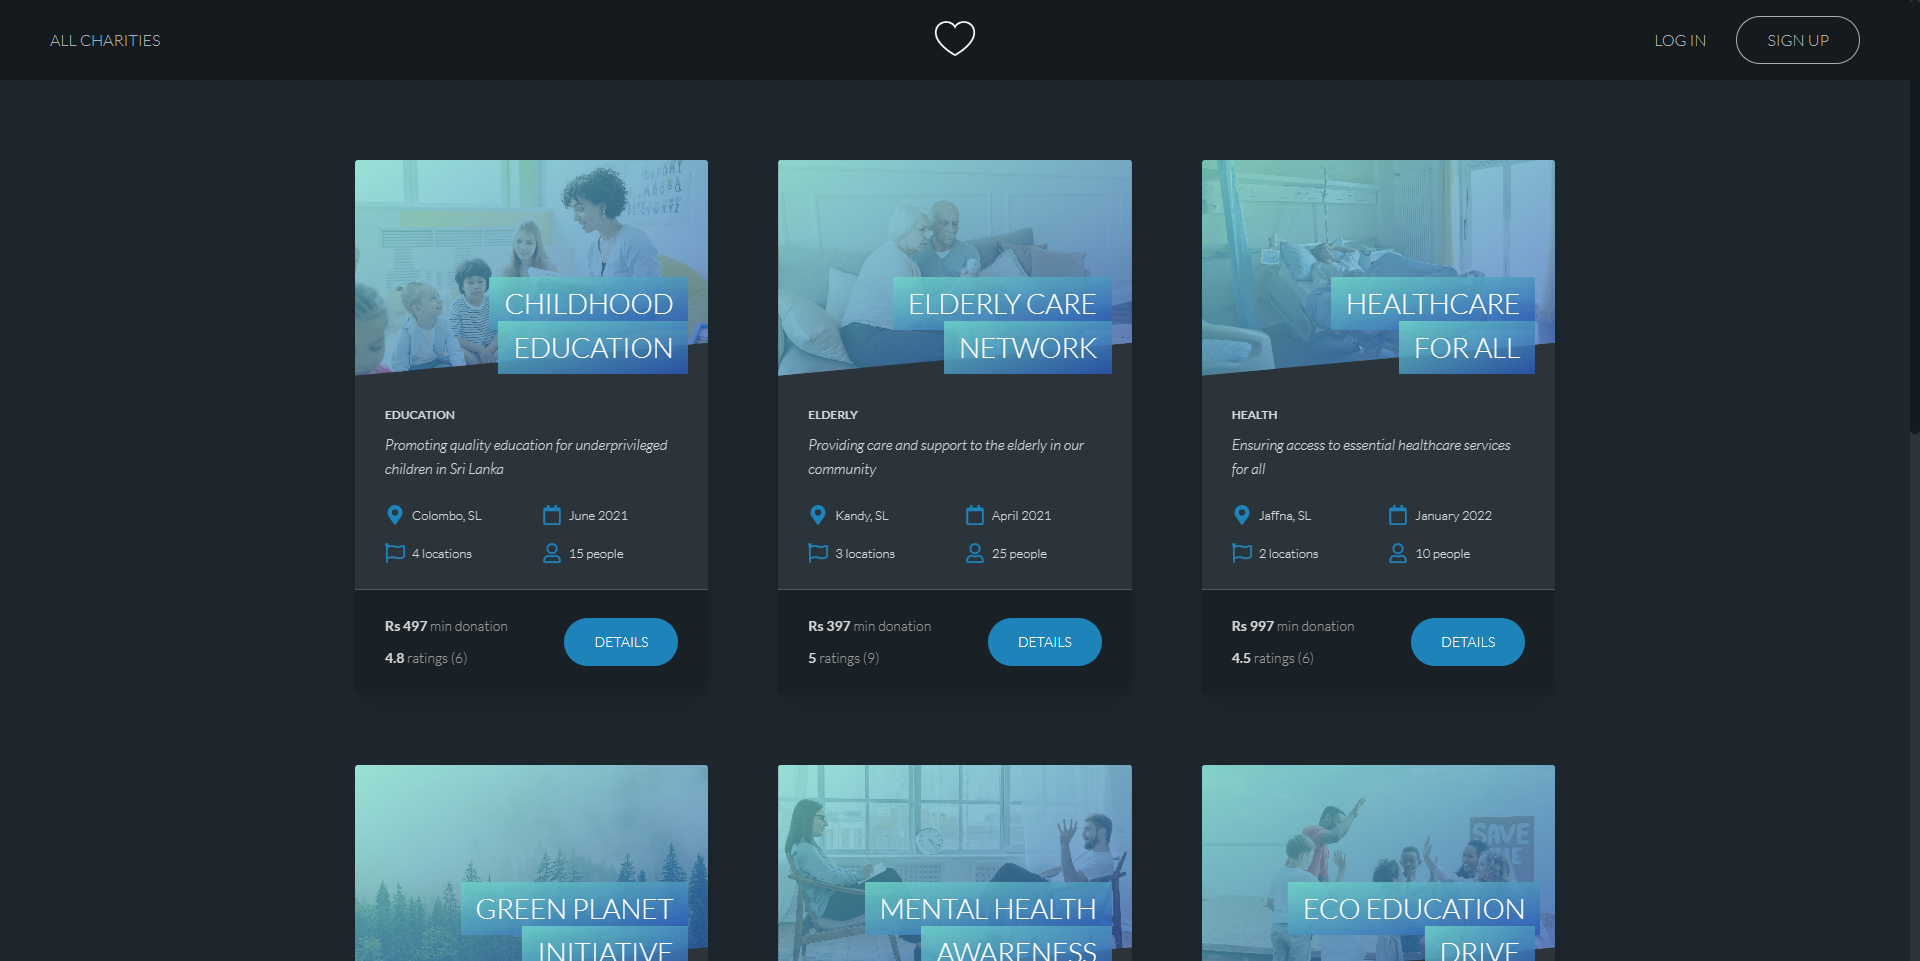 ALL CHARITIES
LOG IN
SIGN UP
CHILDHOOD
EDUCATION
EDUCATION
Promoting quality education for underprivileged
children in Sri Lanka
Colombo, SL
June 2021
4 locations
15 people
Rs 497 min donation
4.8 ratings (6)
DETAILS
ELDERLY CARE
NETWORK
ELDERLY
Providing care and support to the elderly in our
community
Kandy, SL
April 2021
3 locations
25 people
Rs 397 min donation
5 ratings (9)
DETAILS
HEALTHCARE
FOR ALL
HEALTH
Ensuring access to essential healthcare services
for all
Jaffna, SL
January 2022
2 locations
10 people
Rs 997 min donation
4.5 ratings (6)
DETAILS
GREEN PLANET
INITIATIVE
MENTAL HEALTH
AWARENESS
SAVE
ECO EDUCATION
DRIVE